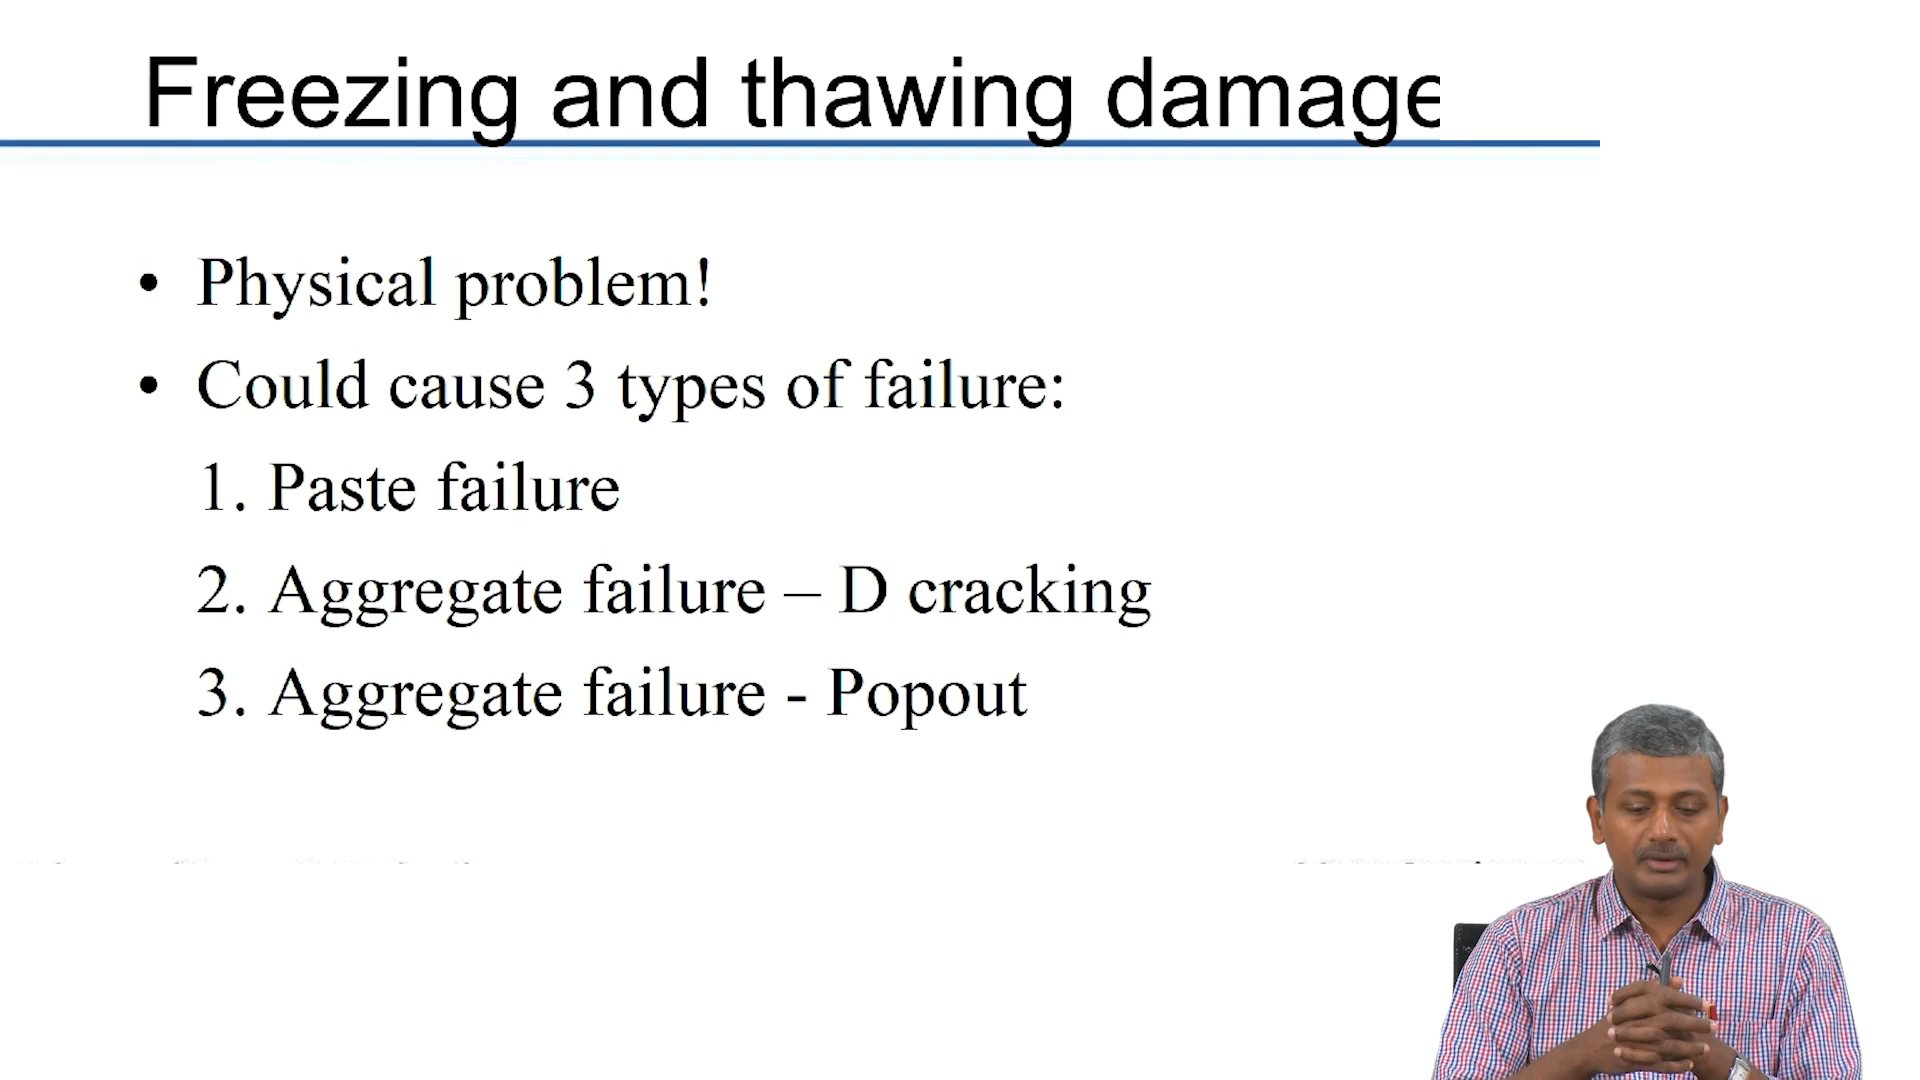 Freezing and thawing damage
• Physical problem!
• Could cause 3 types of failure:
1. Paste failure
2. Aggregate failure – D cracking
3. Aggregate failure - Popout